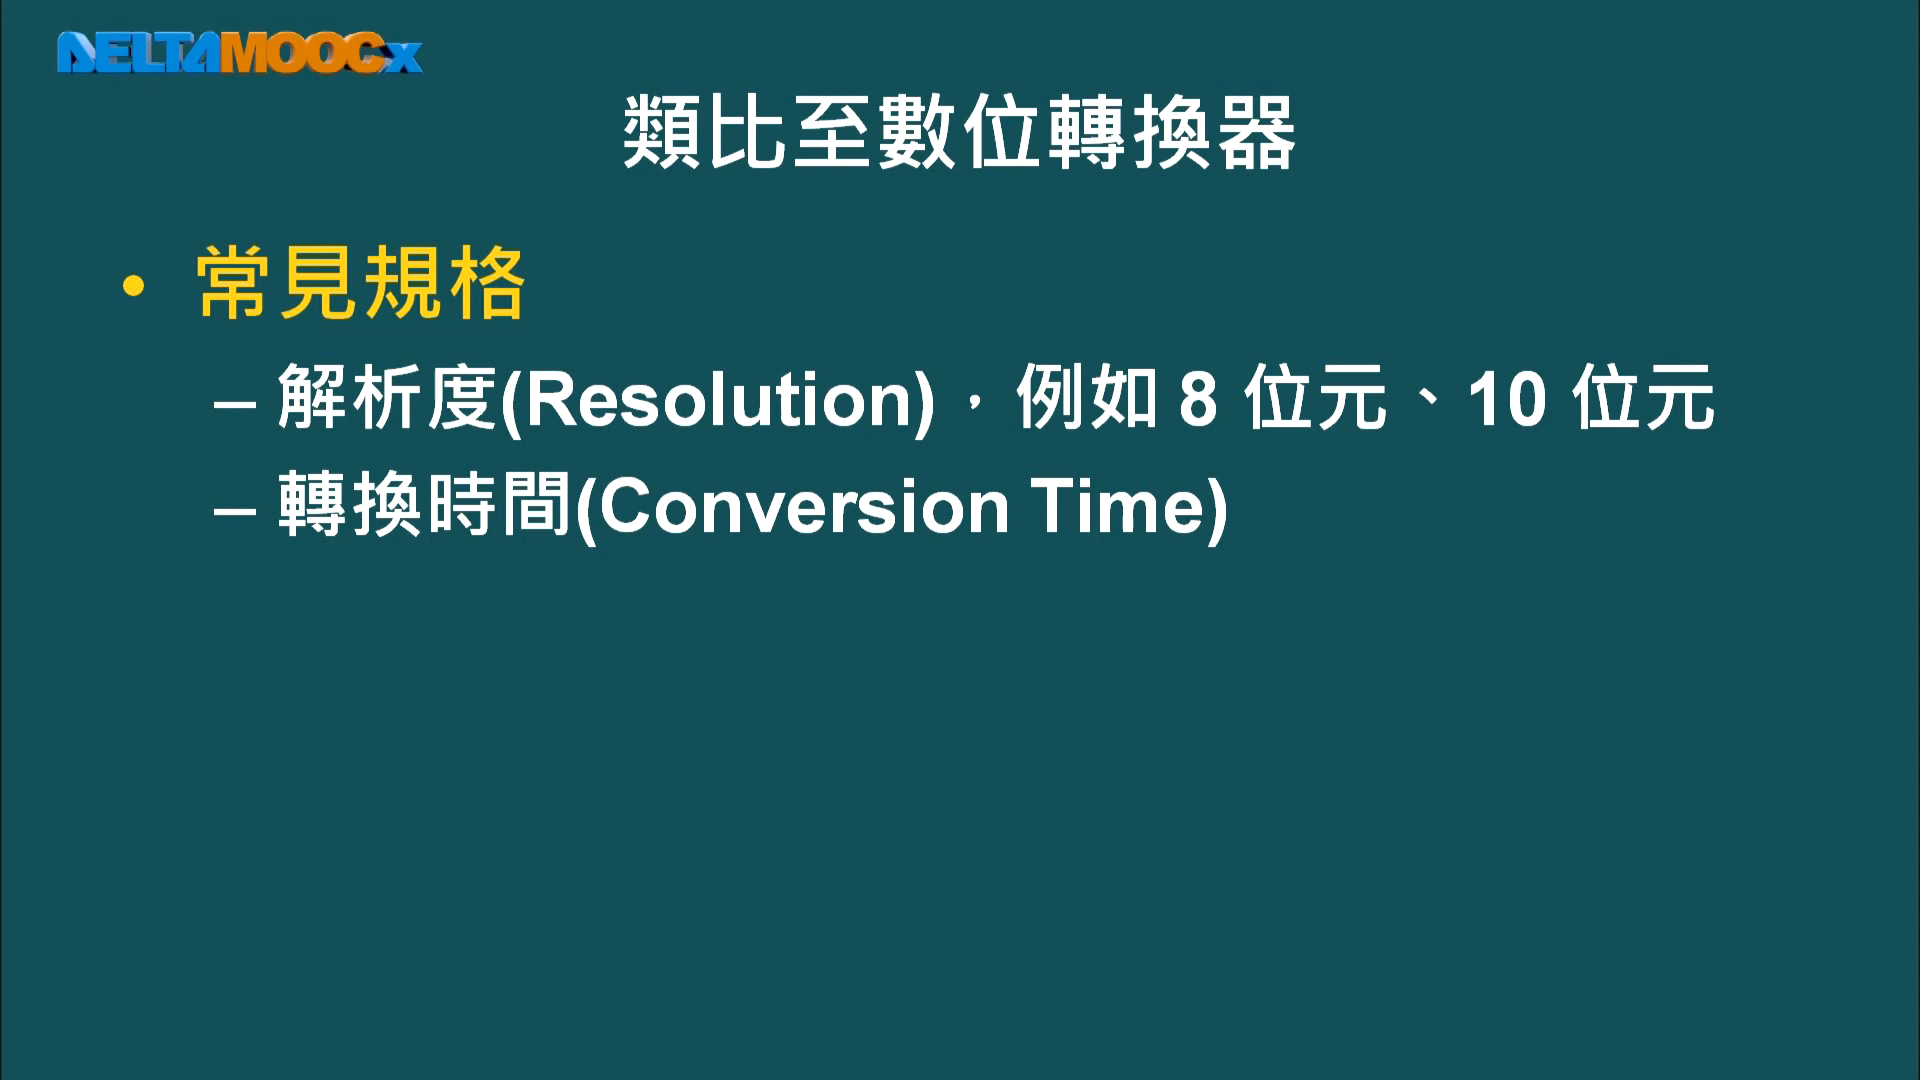 DELTAMOOCx
類比至數位轉換器
• 常見規格
– 解析度(Resolution)，例如 8 位元、10 位元
– 轉換時間(Conversion Time)